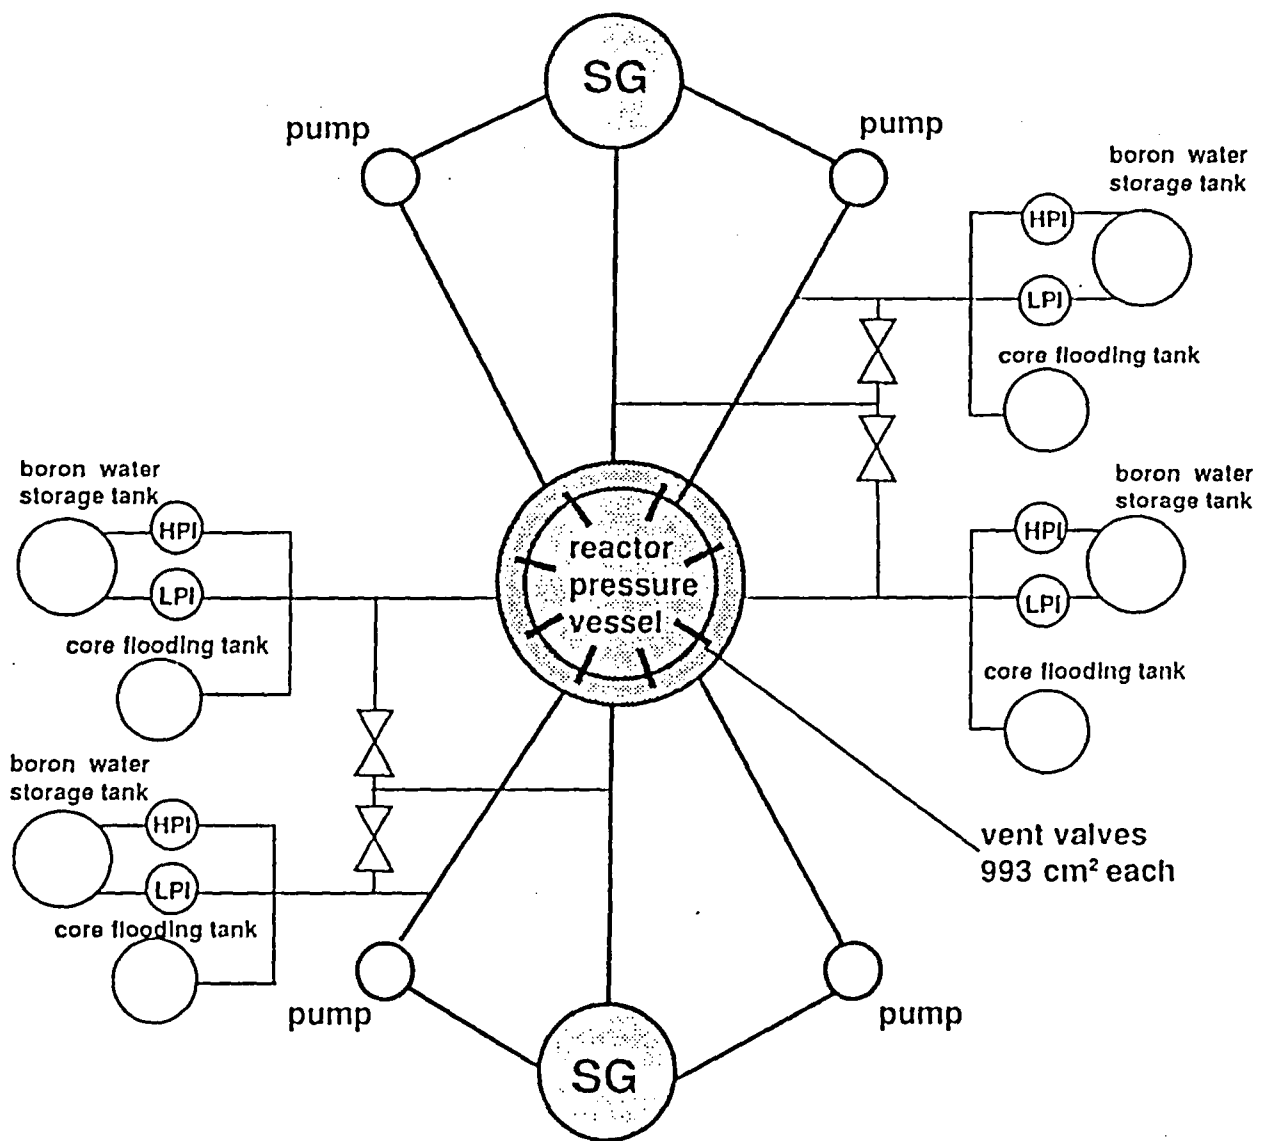 SG
pump
pump
boron water
storage tank
HPI
LPI
core flooding tank
boron water
storage tank
HPI
LPI
core flooding tank
reactor
pressure
vessel
boron water
storage tank
HPI
LPI
core flooding tank
boron water
storage tank
HPI
LPI
core flooding tank
vent valves
993 cm² each
pump
pump
SG